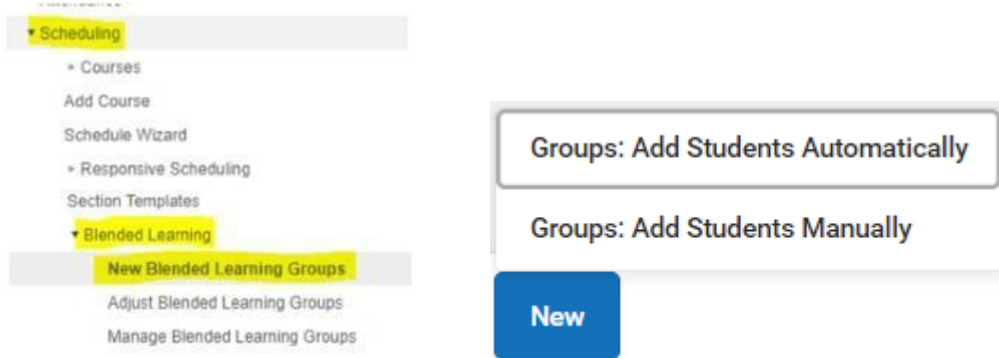 Scheduling
Courses
Add Course
Schedule Wizard
Responsive Scheduling
Section Templates
Blended Learning
New Blended Learning Groups
Adjust Blended Learning Groups
Manage Blended Learning Groups
Groups: Add Students Automatically
Groups: Add Students Manually
New